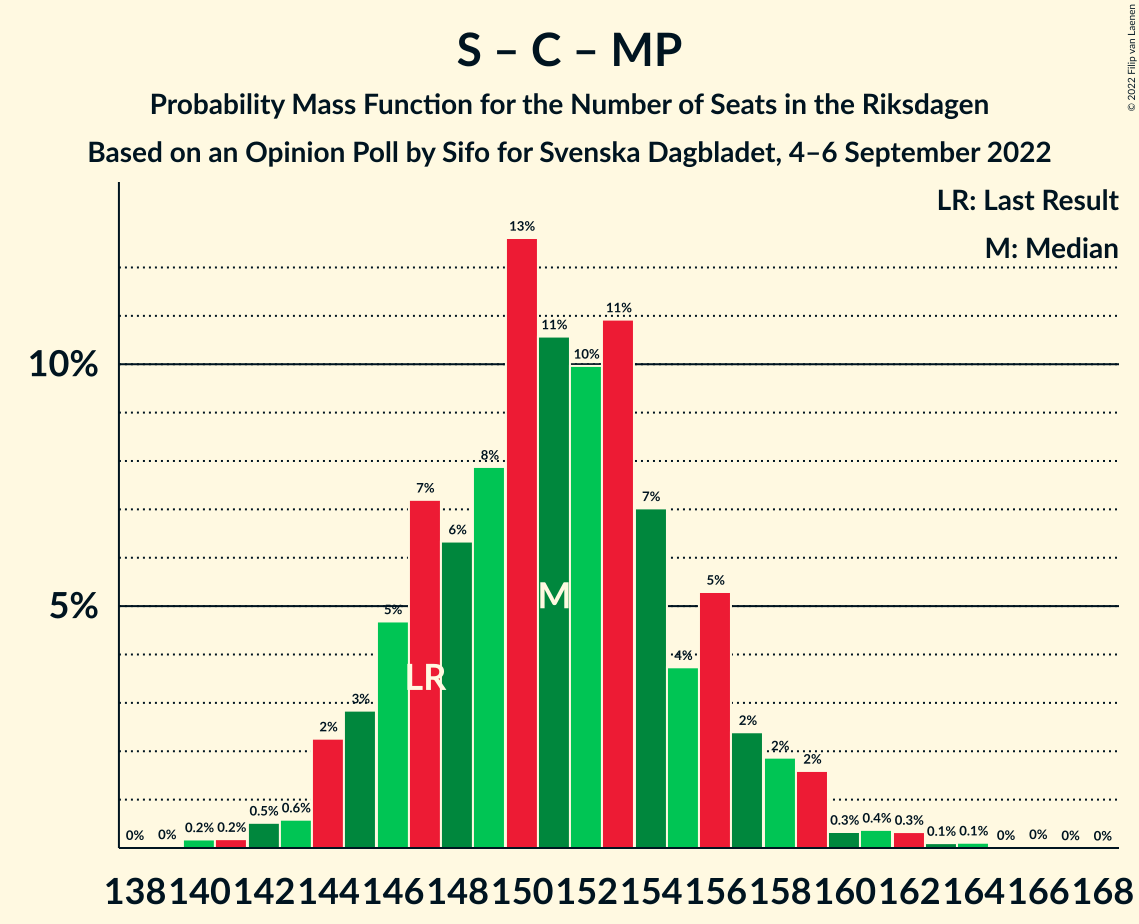 S – C – MP
Probability Mass Function for the Number of Seats in the Riksdagen
Based on an Opinion Poll by Sifo for Svenska Dagbladet, 4–6 September 2022
© 2022 Filip van Laenen
LR: Last Result
M: Median
10%
5%
0% 0% 0.2% 0.2% 0.5% 0.6% 2% 3% 5% 7% 6% 8% 13% 11% 10% 11% 7% 4% 5% 2% 2% 2% 0.3% 0.4% 0.3% 0.1% 0.1% 0% 0% 0% 0%
LR
M
138 140 142 144 146 148 150 152 154 156 158 160 162 164 166 168